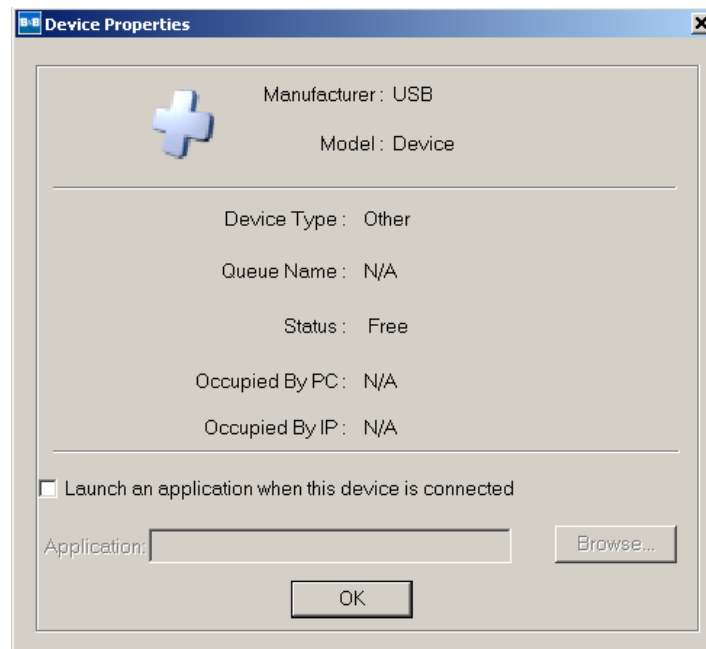 B&B Device Properties
Manufacturer : USB
Model : Device
Device Type : Other
Queue Name : N/A
Status : Free
Occupied By PC : N/A
Occupied By IP : N/A
Launch an application when this device is connected
Application:
Browse...
OK